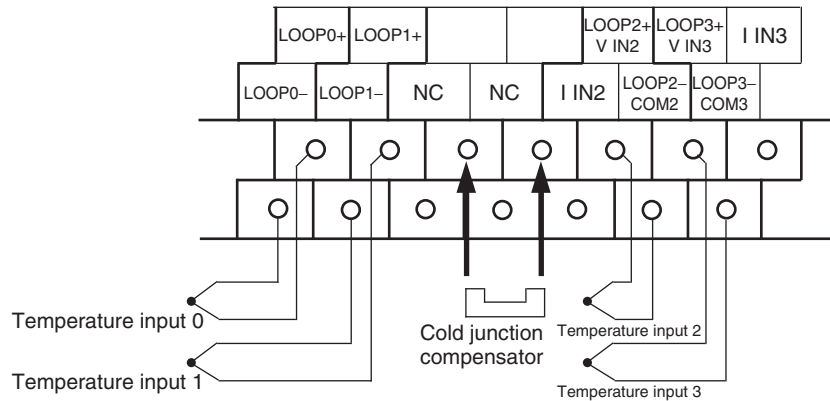 LOOP0+ LOOP1+ LOOP2+ LOOP3+ I IN3
V IN2 V IN3
LOOP0– LOOP1– NC NC I IN2 LOOP2– LOOP3–
COM2 COM3
Temperature input 0
Temperature input 1
Cold junction
compensator
Temperature input 2
Temperature input 3